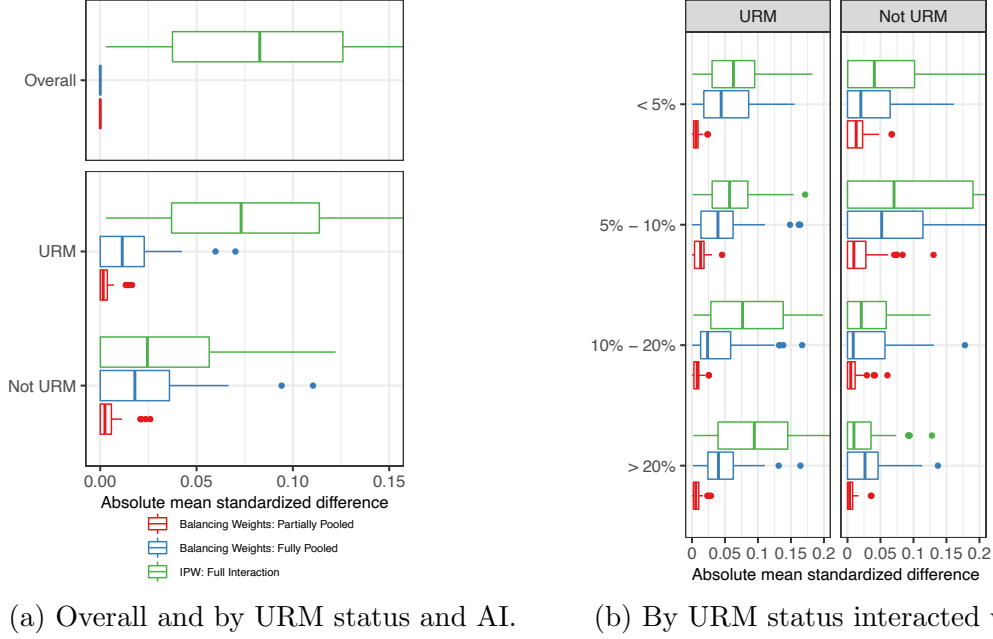 Overall
URM
Not URM
0.00 0.05 0.10 0.15
Absolute mean standardized difference
Balancing Weights: Partially Pooled
Balancing Weights: Fully Pooled
IPW: Full Interaction
(a) Overall and by URM status and AI.
URM Not URM
< 5%
5% − 10%
10% − 20%
> 20%
0 0.05 0.1 0.15 0.2 0 0.05 0.1 0.15 0.2
Absolute mean standardized difference
(b) By URM status interacted